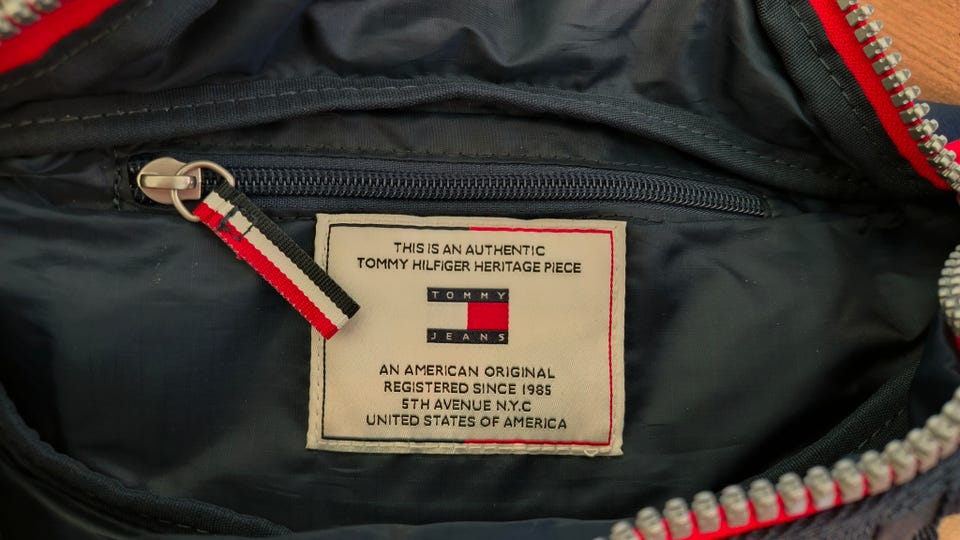 THIS IS AN AUTHENTIC
TOMMY HILFIGER HERITAGE PIECE
TOMMY
JEANS
AN AMERICAN ORIGINAL
REGISTERED SINCE 1985
5TH AVENUE N.Y.C
UNITED STATES OF AMERICA